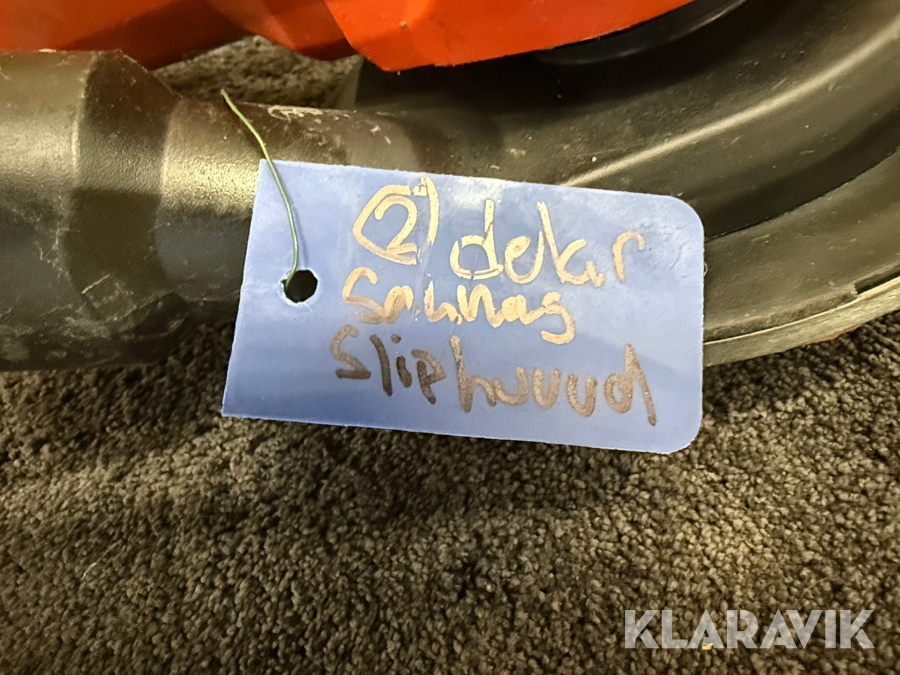 2 delar
Saknas
Sliphuvud
KLARAVIK